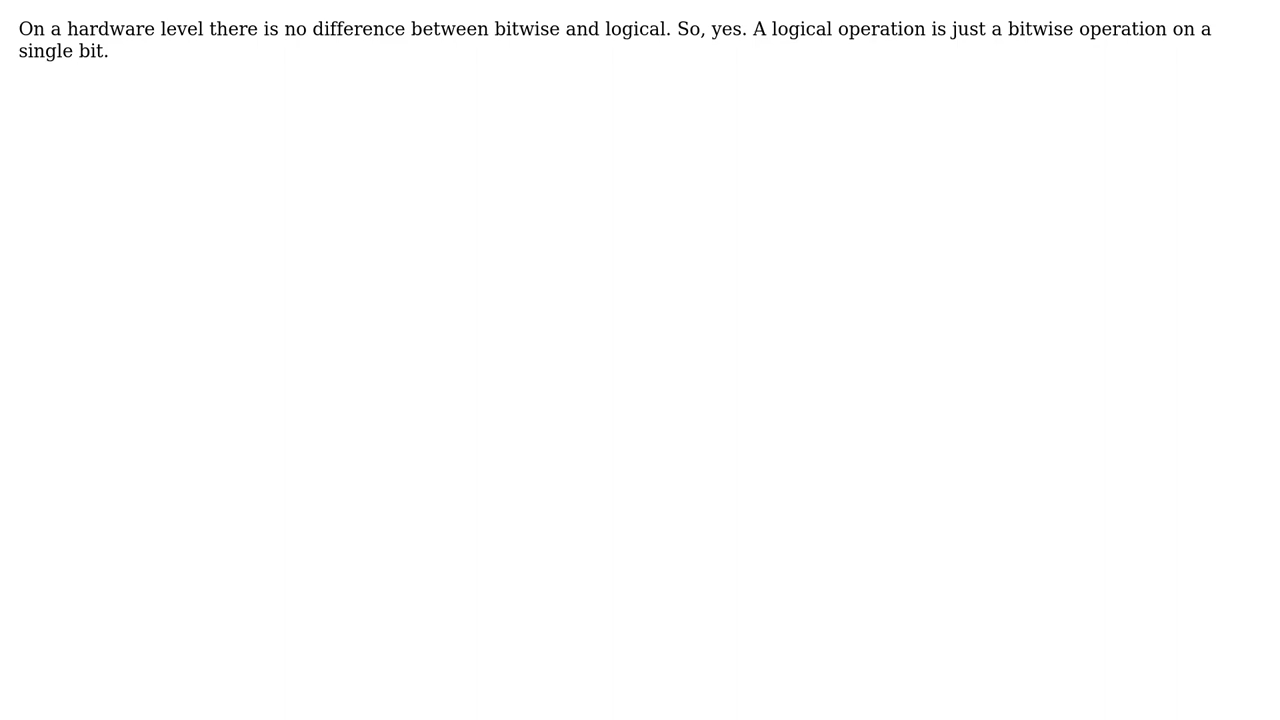 On a hardware level there is no difference between bitwise and logical. So, yes. A logical operation is just a bitwise operation on a
single bit.